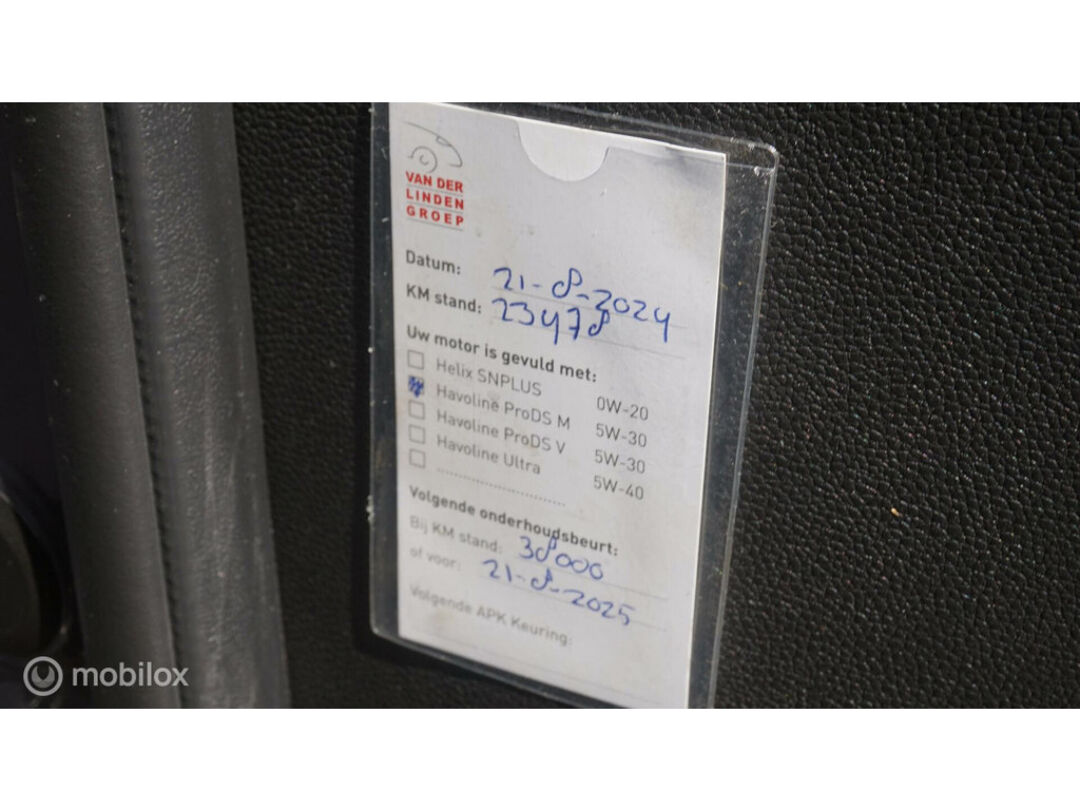 VAN DER
LINDEN
GROEP
Datum: 21-8-2024
KM stand: 23478
Uw motor is gevuld met:
Helix SNPLUS 0W-20
Havoline ProDS M 5W-30
Havoline ProDS V 5W-30
Havoline Ultra 5W-40
........................
Volgende onderhoudsbeurt:
Bij KM stand: 38000
of voor: 21-8-2025
Volgende APK Keuring:
mobilox